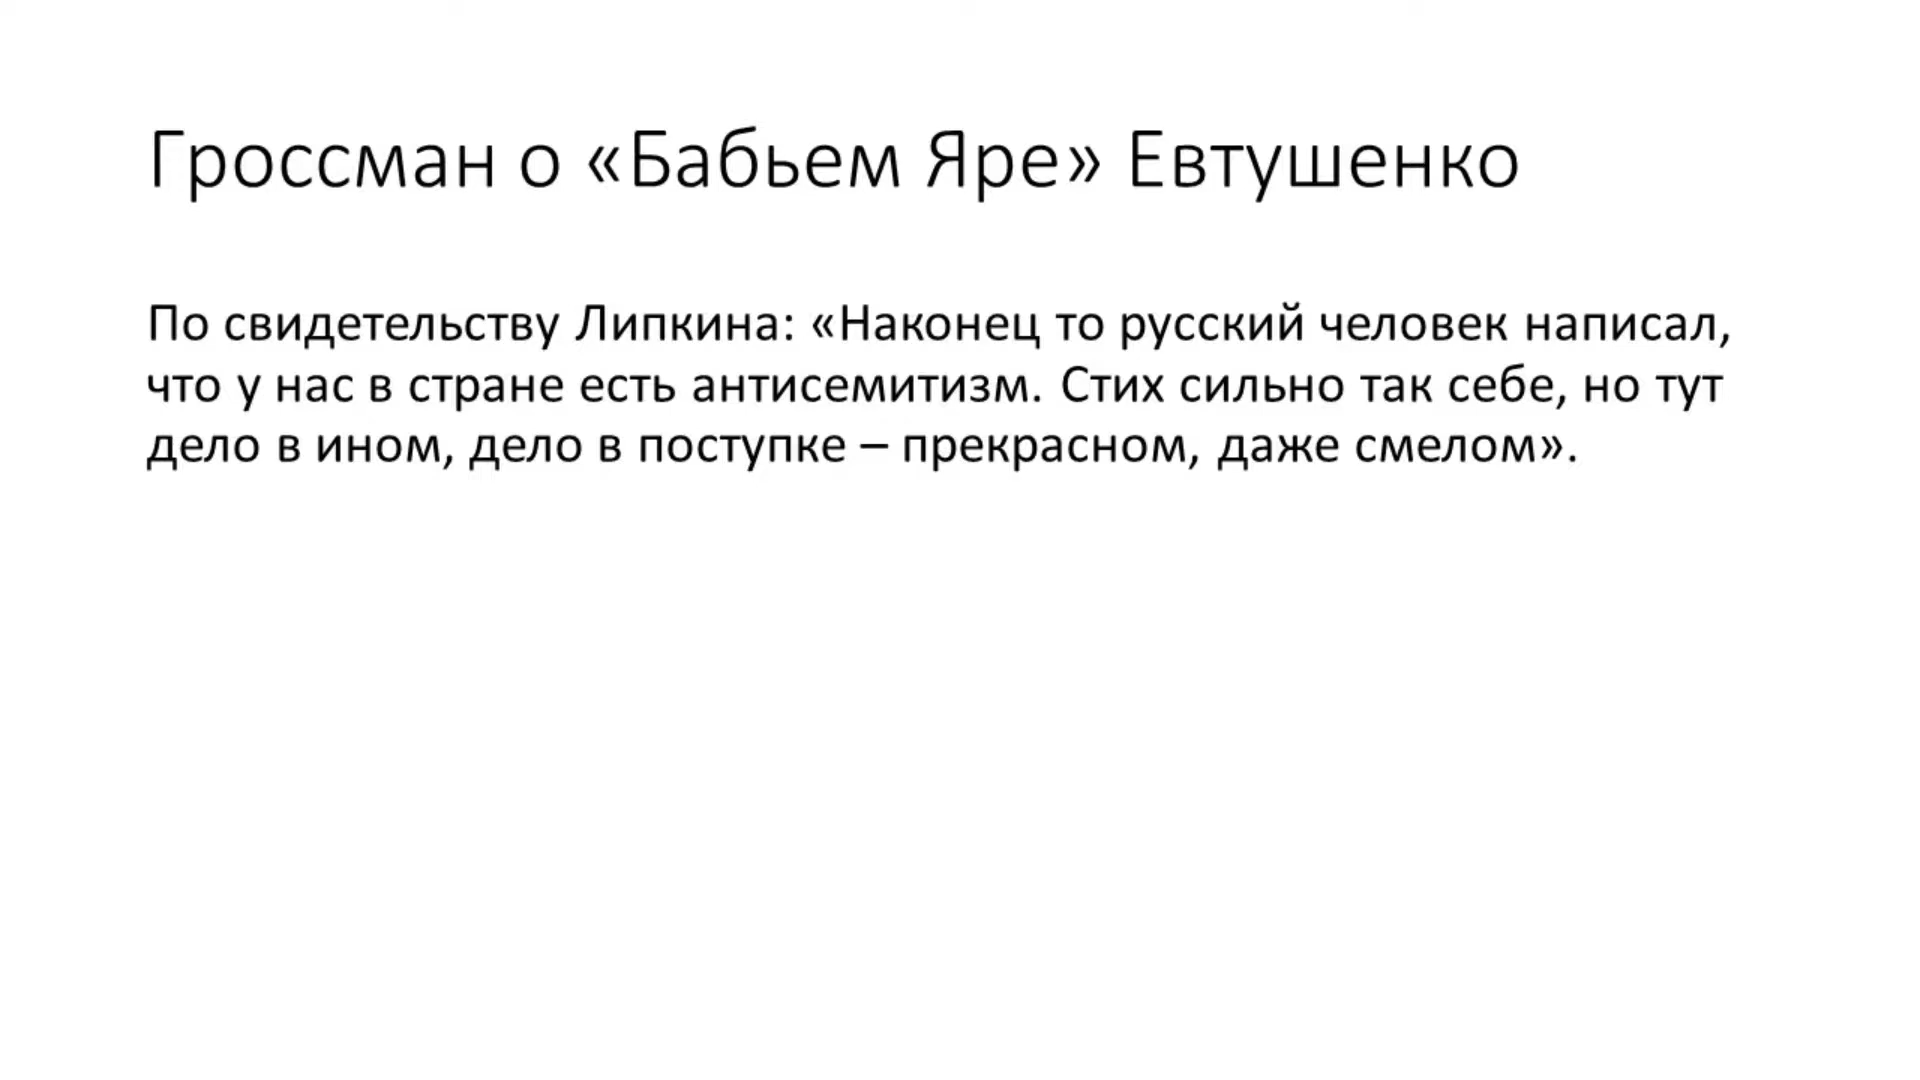 Гроссман о «Бабьем Яре» Евтушенко
По свидетельству Липкина: «Наконец то русский человек написал,
что у нас в стране есть антисемитизм. Стих сильно так себе, но тут
дело в ином, дело в поступке – прекрасном, даже смелом».